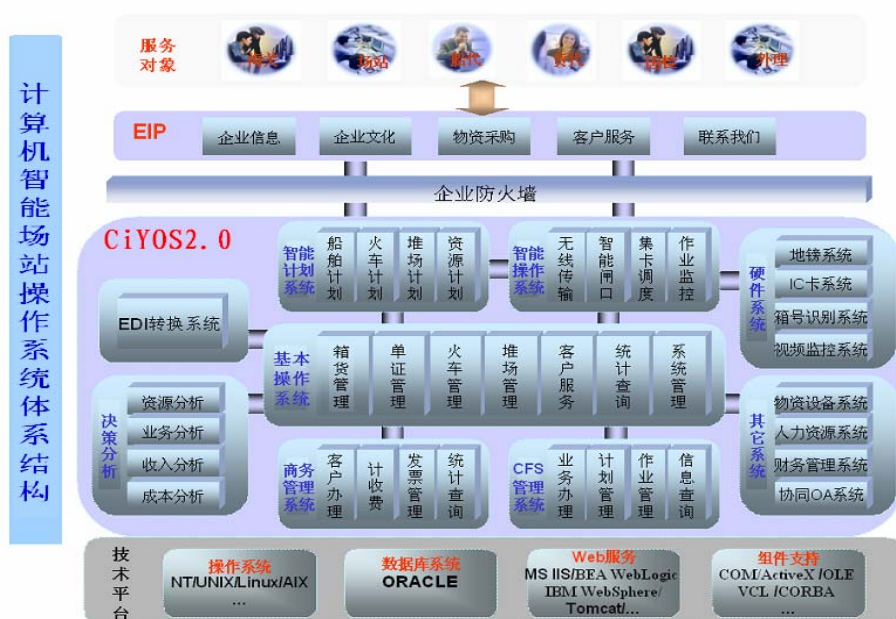 计算机智能场站操作系统体系结构
服务
对象
海关
场站
船代
货代
国检
外理
EIP
企业信息
企业文化
物资采购
客户服务
联系我们
企业防火墙
CiYOS2.0
智能
计划
系统
船舶计划
火车计划
堆场计划
资源计划
智能
操作
系统
无线传输
智能闸口
集卡调度
作业监控
硬件系统
地镑系统
IC卡系统
箱号识别系统
视频监控系统
EDI转换系统
基本
操作
系统
箱货管理
单证管理
火车管理
堆场管理
客户服务
统计查询
系统管理
决策分析
资源分析
业务分析
收入分析
成本分析
商务
管理
系统
客户办理
计收费
发票管理
统计查询
CFS
管理
系统
业务办理
计划管理
作业管理
信息查询
其它系统
物资设备系统
人力资源系统
财务管理系统
协同OA系统
技术平台
操作系统
NT/UNIX/Linux/AIX
...
数据库系统
ORACLE
Web服务
MS IIS/BEA WebLogic
IBM WebSphere/
Tomcat/...
组件支持
COM/ActiveX /OLE
VCL /CORBA
...